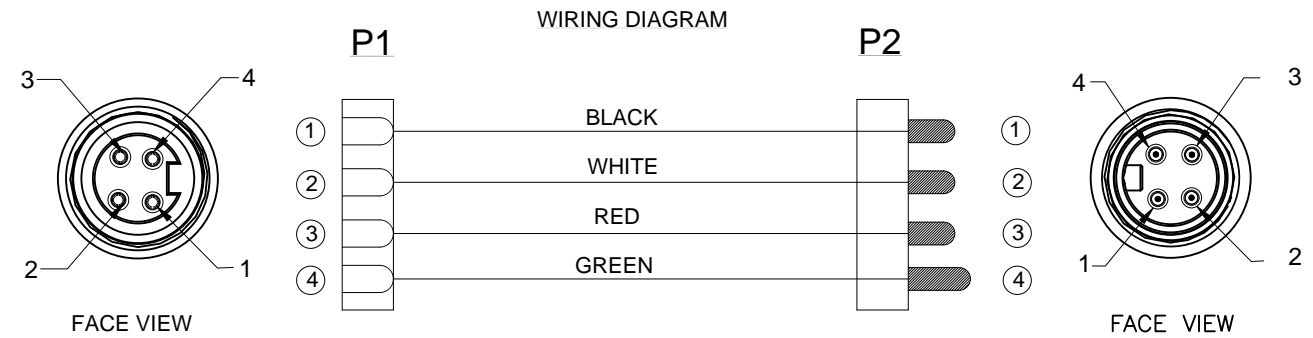 WIRING DIAGRAM
P1 P2
3 4 4 3
1 BLACK 1
2 WHITE 2
3 RED 3
4 GREEN 4
2 1 1 2
FACE VIEW FACE VIEW